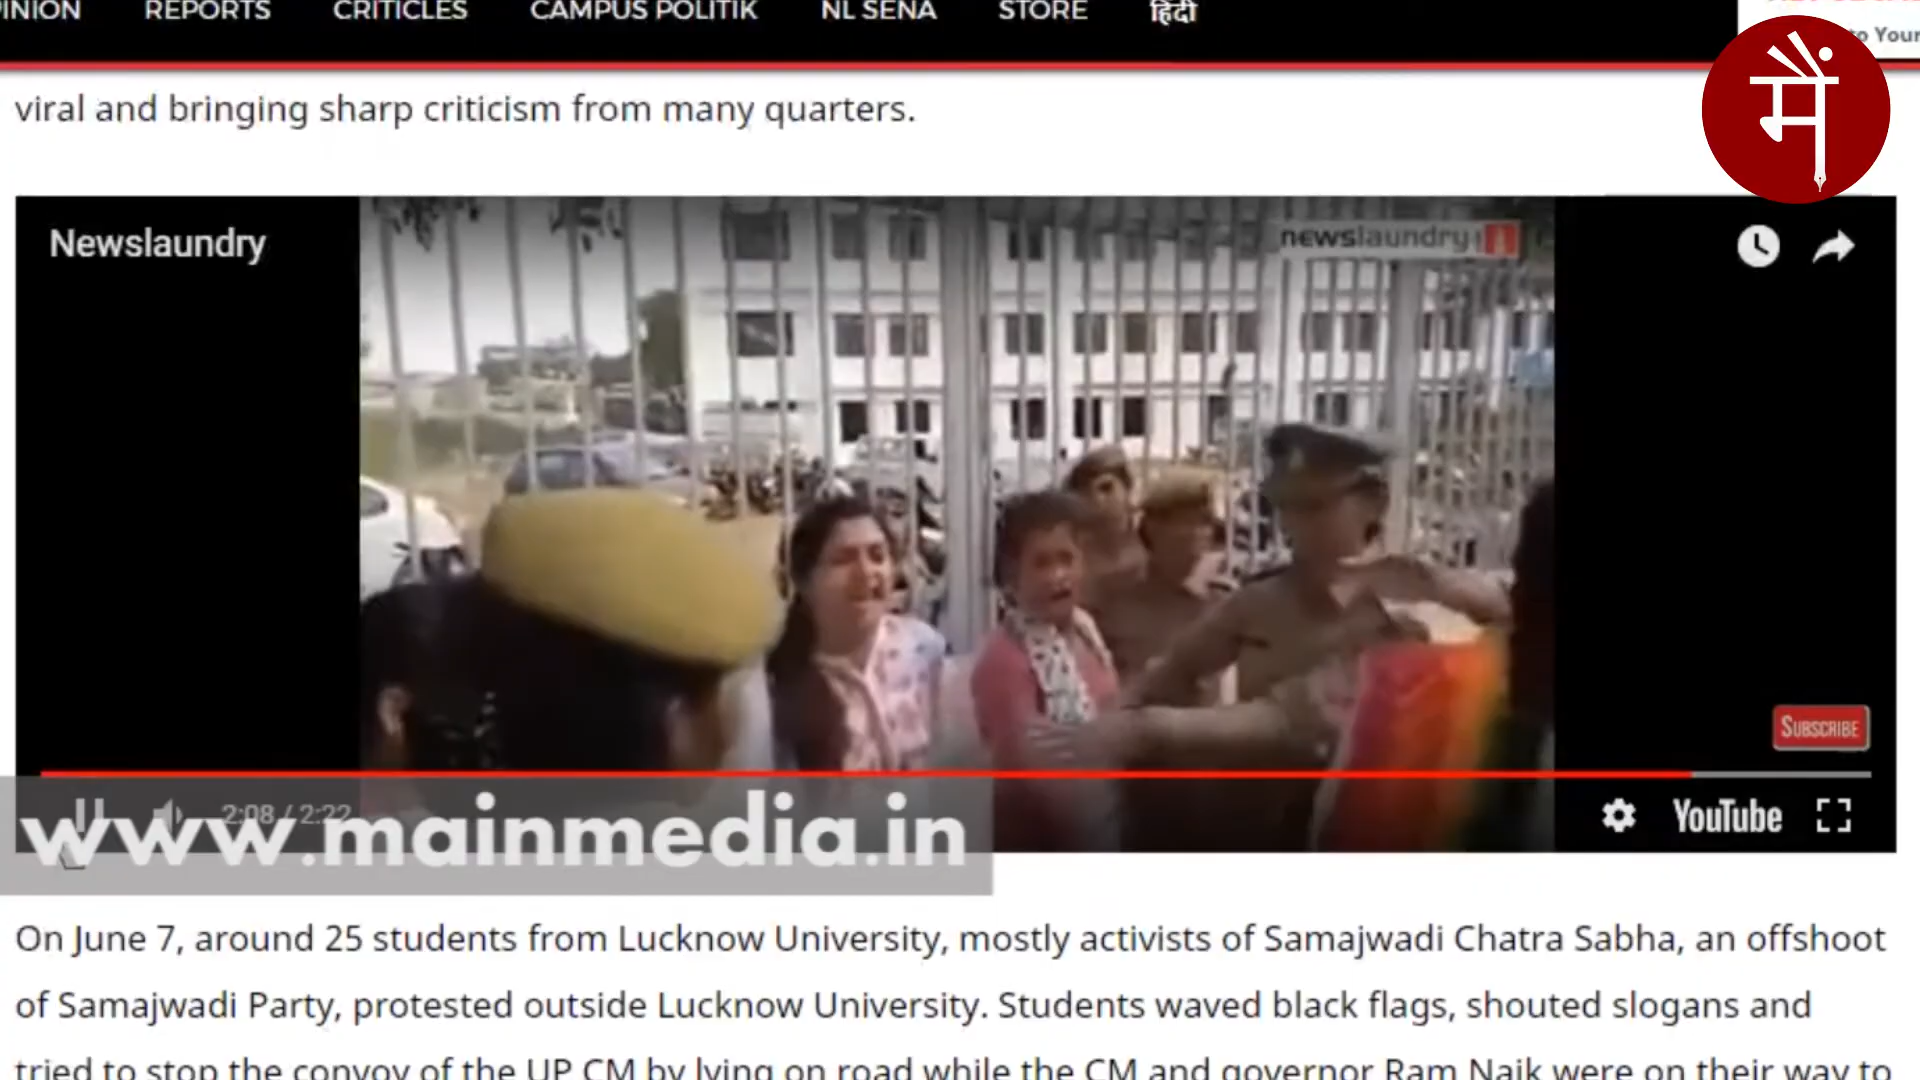 REPORTS CRITICLES CAMPUS POLITIK NL SENA STORE हिंदी
to Your
में
viral and bringing sharp criticism from many quarters.
Newslaundry
newslaundry
SUBSCRIBE
2:08 / 2:22
YouTube
www.mainmedia.in
On June 7, around 25 students from Lucknow University, mostly activists of Samajwadi Chatra Sabha, an offshoot
of Samajwadi Party, protested outside Lucknow University. Students waved black flags, shouted slogans and
tried to stop the convoy of the UP CM by lying on road while the CM and governor Ram Naik were on their way to